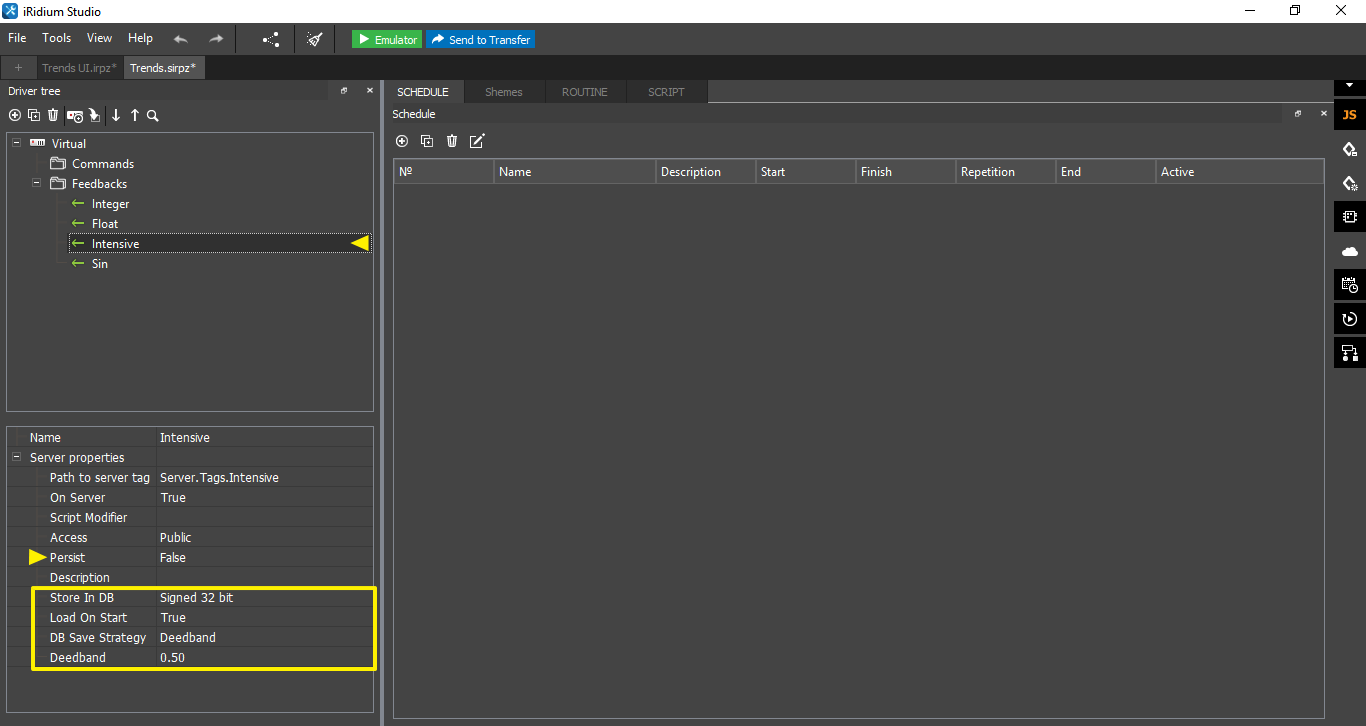 iRidium Studio
File Tools View Help Emulator Send to Transfer
+ Trends UI.irpz* Trends.sirpz*
Driver tree
SCHEDULE Shemes ROUTINE SCRIPT
Schedule
JS
Virtual
Commands
Feedbacks
Integer
Float
Intensive
Sin
№ Name Description Start Finish Repetition End Active
Name Intensive
Server properties
Path to server tag Server.Tags.Intensive
On Server True
Script Modifier
Access Public
Persist False
Description
Store In DB Signed 32 bit
Load On Start True
DB Save Strategy Deedband
Deedband 0.50